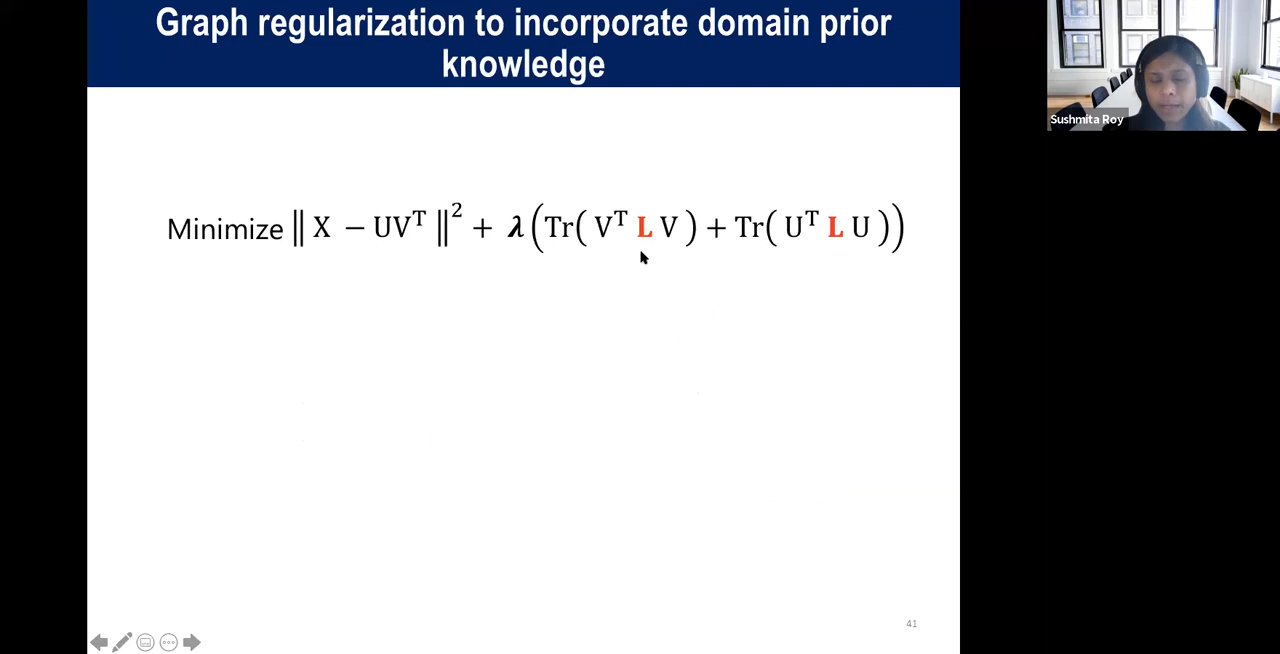 Graph regularization to incorporate domain prior
knowledge
Sushmita Roy
Minimize ‖ X − UVᵀ ‖² + λ(Tr( Vᵀ L V ) + Tr( Uᵀ L U ))
41